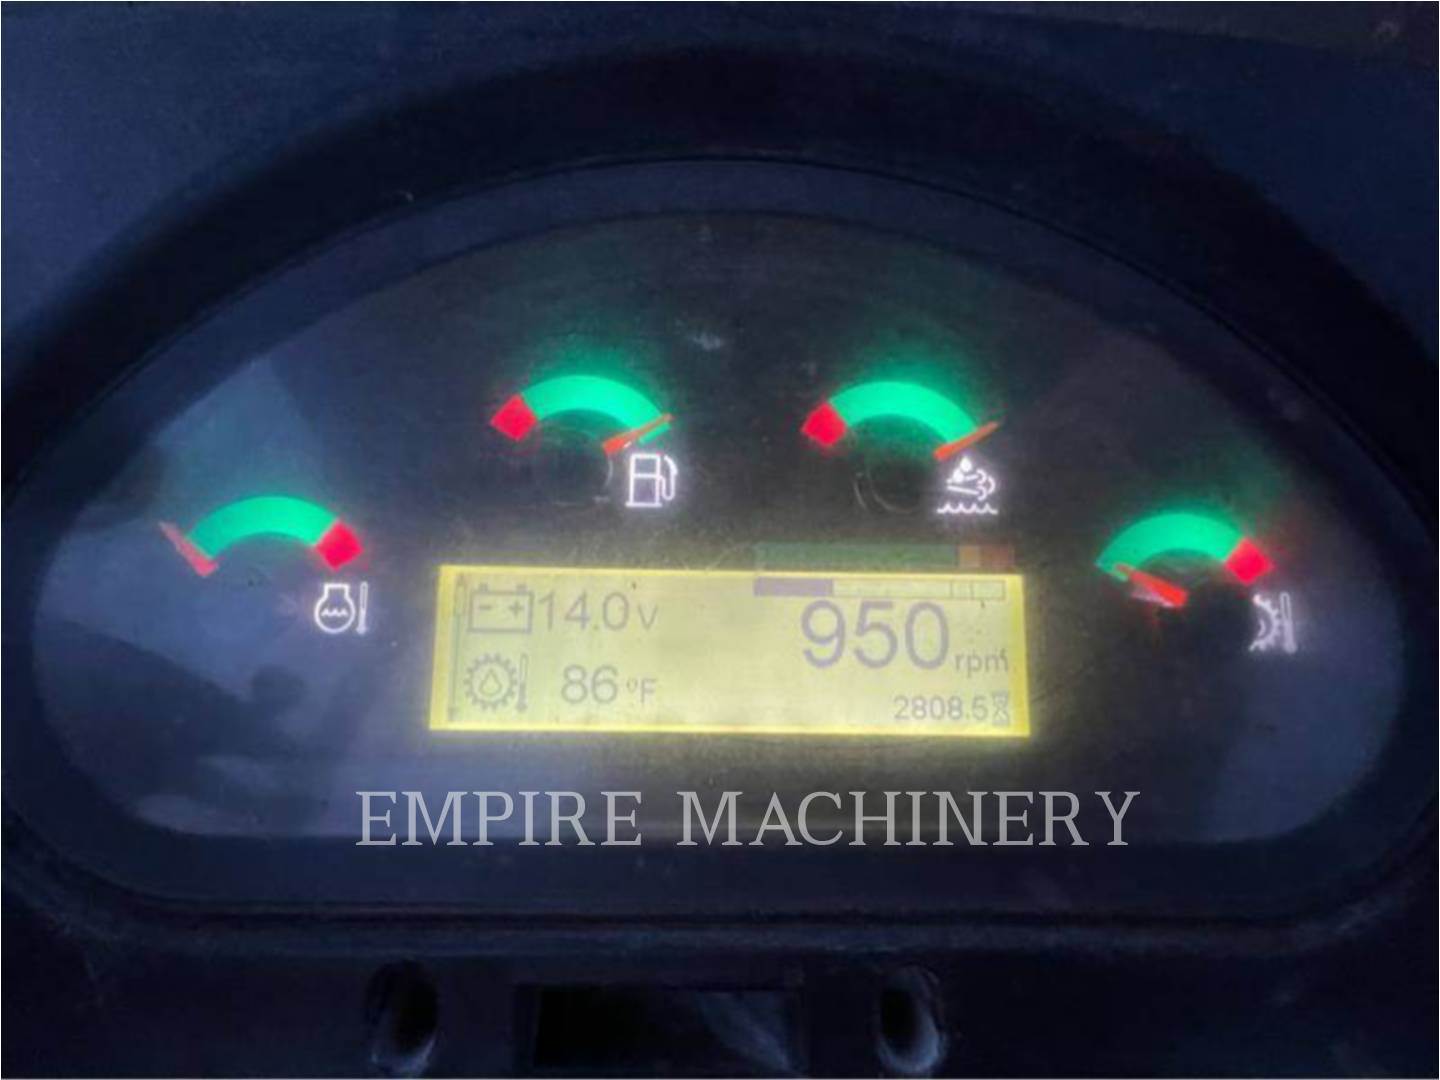 14.0V
950 rpm
86 °F
2808.5
EMPIRE MACHINERY